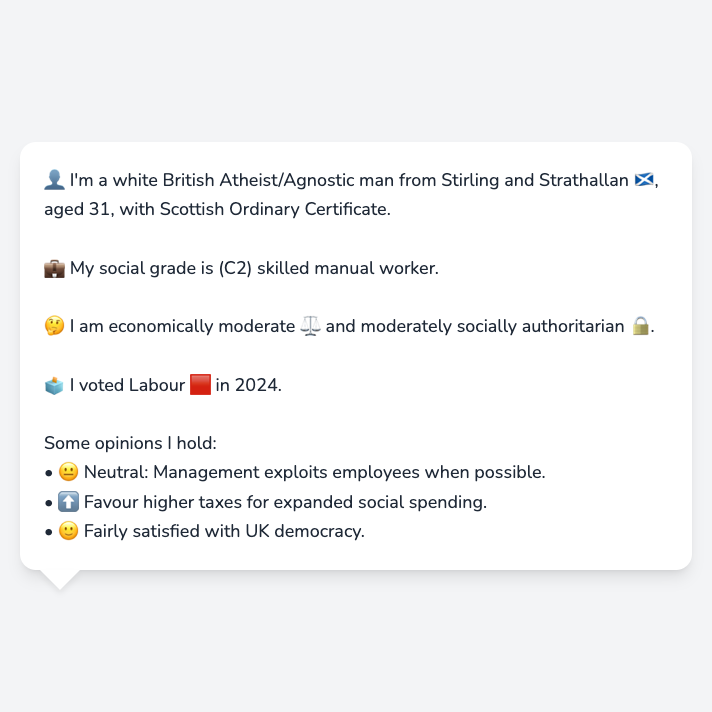 👤 I'm a white British Atheist/Agnostic man from Stirling and Strathallan 🏴󠁧󠁢󠁳󠁣󠁴󠁿,
aged 31, with Scottish Ordinary Certificate.
💼 My social grade is (C2) skilled manual worker.
🤔 I am economically moderate ⚖️ and moderately socially authoritarian 🔒.
🗳️ I voted Labour 🟥 in 2024.
Some opinions I hold:
• 😐 Neutral: Management exploits employees when possible.
• ⬆️ Favour higher taxes for expanded social spending.
• 🙂 Fairly satisfied with UK democracy.